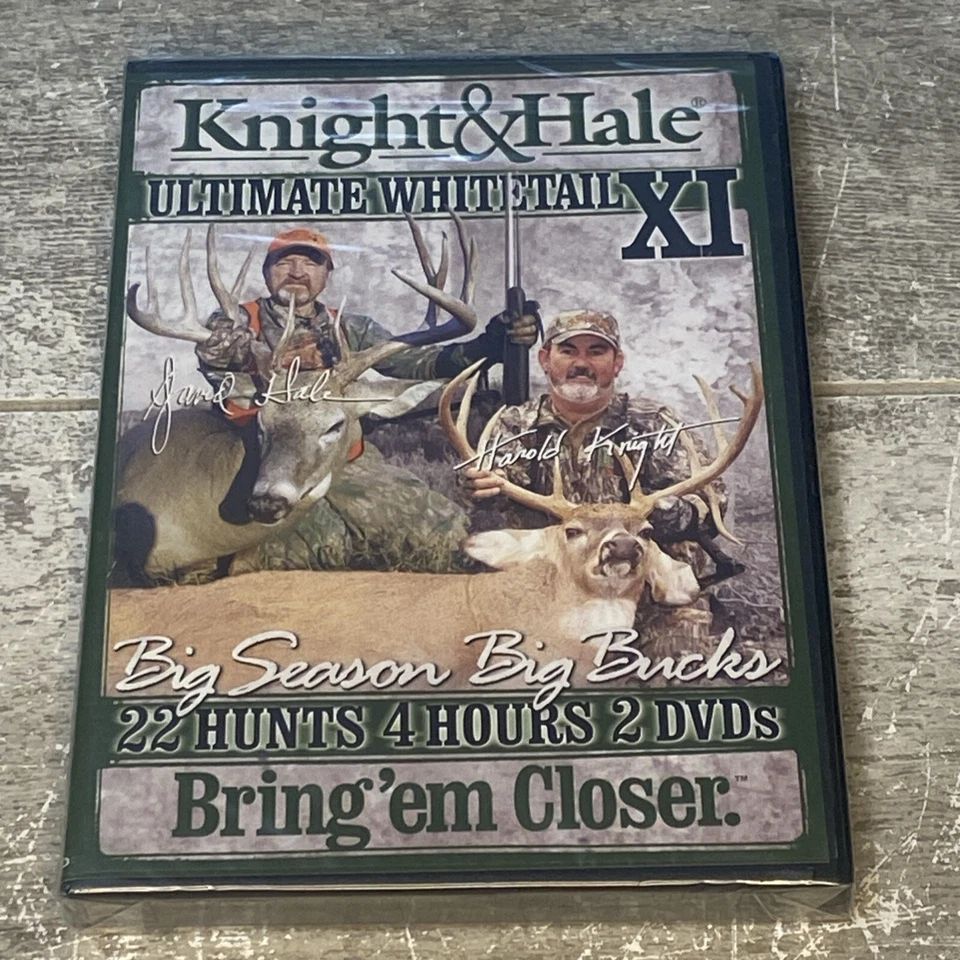 Knight&Hale®
ULTIMATE WHITETAIL XI
David Hale
Harold Knight
Big Season Big Bucks
22 HUNTS 4 HOURS 2 DVDs
Bring 'em Closer.™